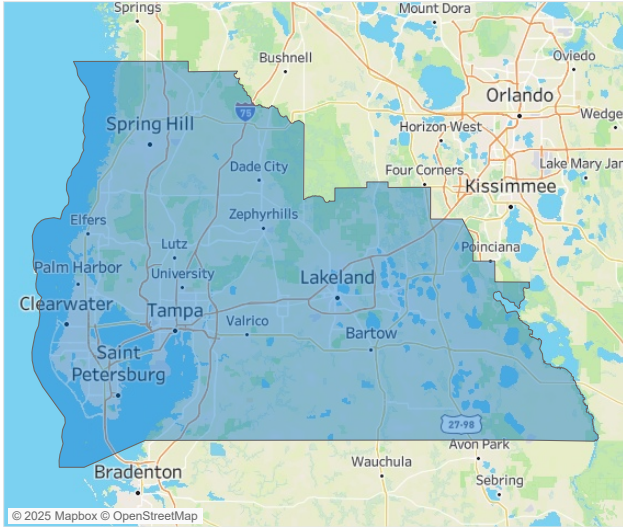 Springs
Mount Dora
Bushnell
Oviedo
Orlando
75
Wedge
Spring Hill
Horizon West
Lake Mary Jan
Dade City
Four Corners
Kissimmee
Elfers
Zephyrhills
Lutz
Poinciana
Palm Harbor
University
Lakeland
Clearwater
Tampa
Valrico
Bartow
Saint
Petersburg
27-98
Avon Park
Bradenton
Wauchula
Sebring
© 2025 Mapbox © OpenStreetMap